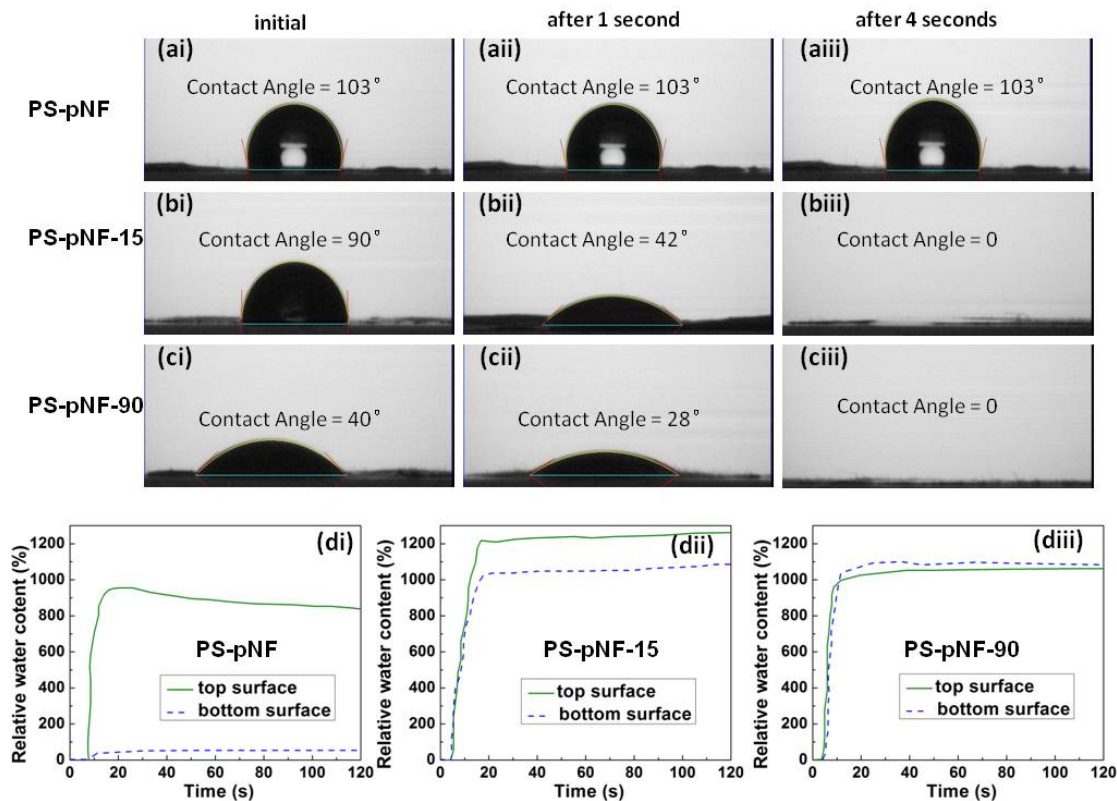 initial after 1 second after 4 seconds
PS-pNF
(ai) (aii) (aiii)
Contact Angle = 103° Contact Angle = 103° Contact Angle = 103°
PS-pNF-15
(bi) (bii) (biii)
Contact Angle = 90° Contact Angle = 42° Contact Angle = 0
PS-pNF-90
(ci) (cii) (ciii)
Contact Angle = 40° Contact Angle = 28° Contact Angle = 0
(di)
Relative water cotent (%)
1200
1000
800
600
400
200
0
PS-pNF
top surface
bottom surface
0 20 40 60 80 100 120
Time (s)
(dii)
Relative water content (%)
1200
1000
800
600
400
200
0
PS-pNF-15
top surface
bottom surface
0 20 40 60 80 100 120
Time (s)
(diii)
Relative water content (%)
1200
1000
800
600
400
200
0
PS-pNF-90
top surface
bottom surface
0 20 40 60 80 100 120
Time (s)